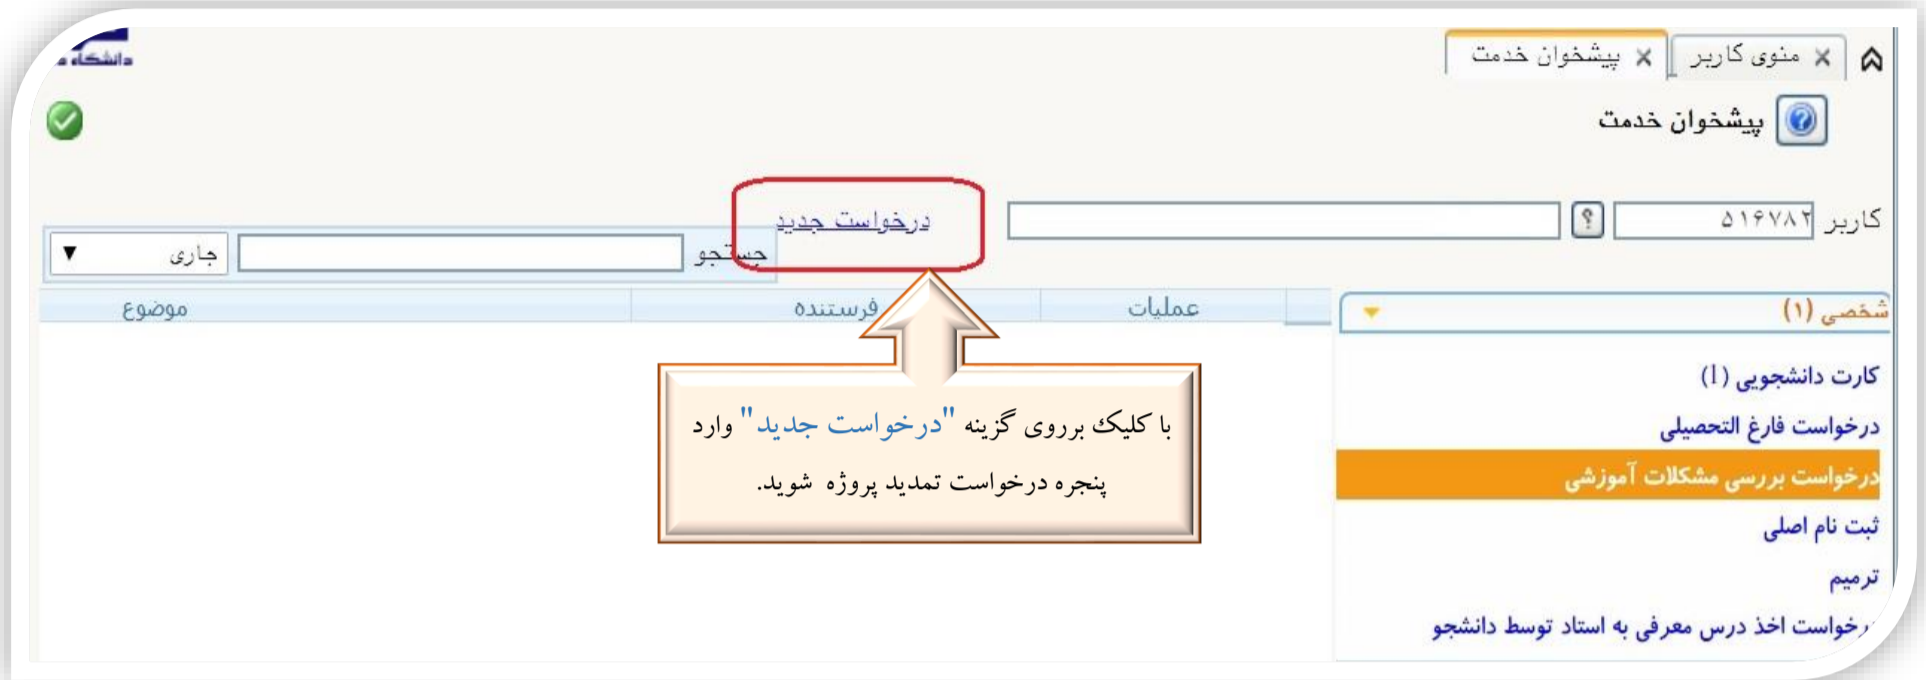 منوی کاربر
پیشخوان خدمت
دانشگاه
پیشخوان خدمت
کاربر ۵۱۶۷۸۲ ؟
درخواست جدید
جستجو
جاری
شخصی (۱)
عملیات
فرستنده
موضوع
کارت دانشجویی (1)
درخواست فارغ التحصیلی
درخواست بررسی مشکلات آموزشی
ثبت نام اصلی
ترمیم
درخواست اخذ درس معرفی به استاد توسط دانشجو
با کلیک برروی گزینه "درخواست جدید" وارد
پنجره درخواست تمدید پروژه شوید.